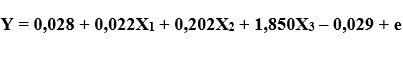 Y = 0,028 + 0,022X1 + 0,202X2 + 1,850X3 – 0,029 + e